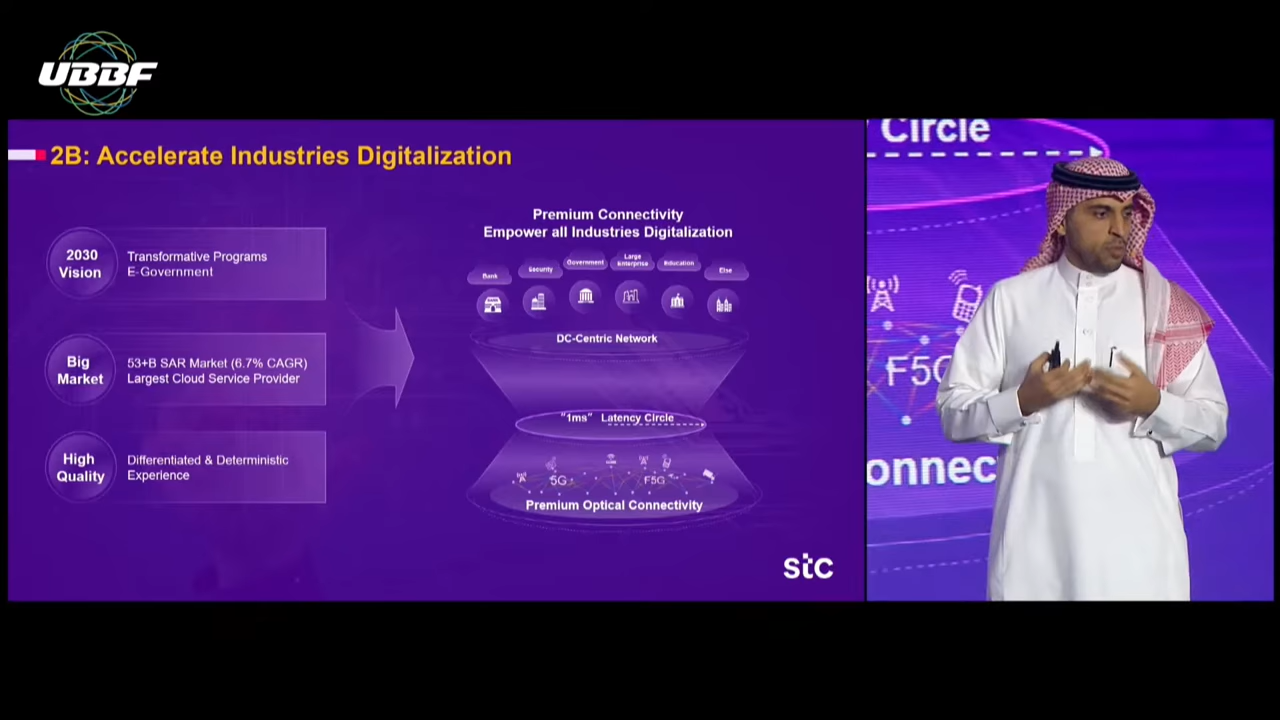 UBBF
2B: Accelerate Industries Digitalization
2030
Vision
Transformative Programs
E-Government
Big
Market
53+B SAR Market (6.7% CAGR)
Largest Cloud Service Provider
High
Quality
Differentiated & Deterministic
Experience
Premium Connectivity
Empower all Industries Digitalization
Bank
Security
Government
Large
Enterprise
Education
Else
DC-Centric Network
“1ms” Latency Circle
5G
F5G
Premium Optical Connectivity
stc
Circle
F5G
onnec